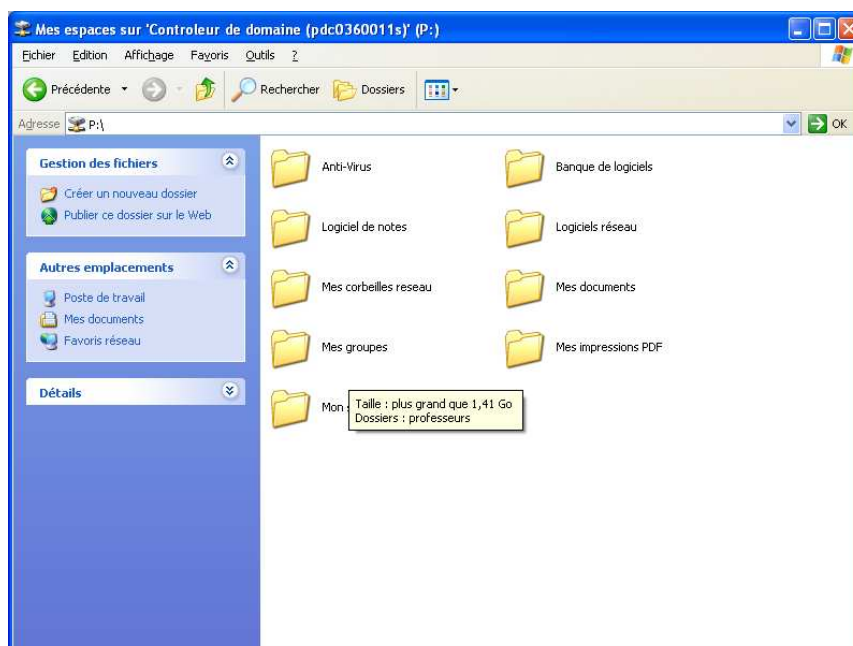 Mes espaces sur 'Controleur de domaine (pdc0360011s)' (P:)
Fichier Edition Affichage Favoris Outils ?
Précédente Rechercher Dossiers
Adresse P:\ OK
Gestion des fichiers
Créer un nouveau dossier
Publier ce dossier sur le Web
Autres emplacements
Poste de travail
Mes documents
Favoris réseau
Détails
Anti-Virus Banque de logiciels
Logiciel de notes Logiciels réseau
Mes corbeilles reseau Mes documents
Mes groupes Mes impressions PDF
Mon
Taille : plus grand que 1,41 Go
Dossiers : professeurs